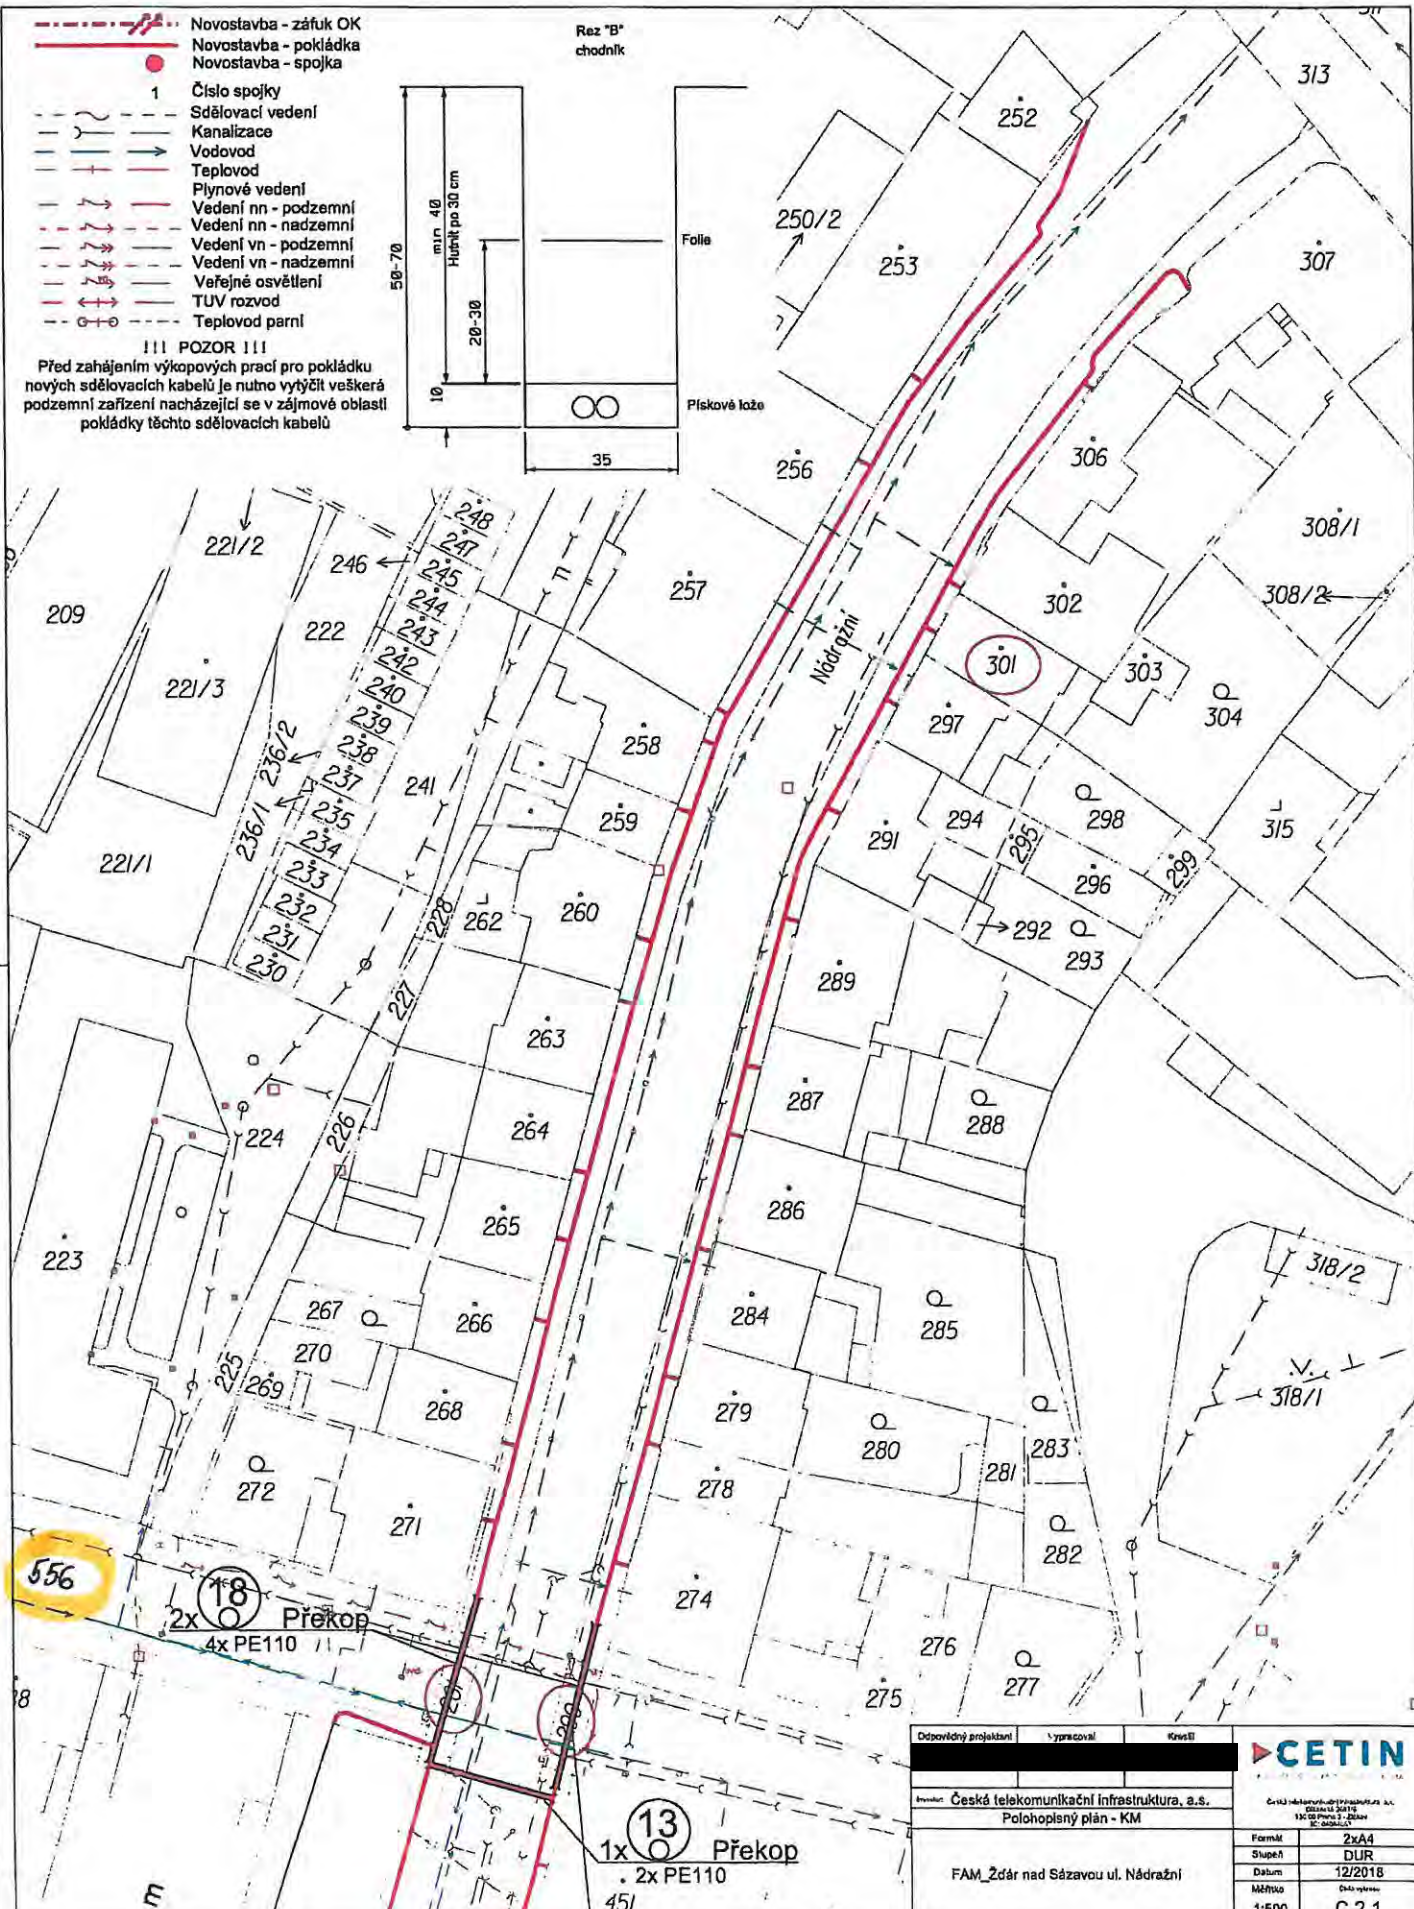 Novostavba - záfuk OK
Novostavba - pokládka
Novostavba - spojka
1 Číslo spojky
Sdělovací vedení
Kanalizace
Vodovod
Teplovod
Plynové vedení
Vedení nn - podzemní
Vedení nn - nadzemní
Vedení vn - podzemní
Vedení vn - nadzemní
Veřejné osvětlení
TUV rozvod
Teplovod parní
!!! POZOR !!!
Před zahájením výkopových prací pro pokládku
nových sdělovacích kabelů je nutno vytýčit veškerá
podzemní zařízení nacházející se v zájmové oblasti
pokládky těchto sdělovacích kabelů
Rez "B"
chodník
50-70
min 40
Hutnit po 30 cm
20-30
10
35
Folie
Pískové lože
313
252
250/2
253
307
256
306
248
247
245
244
243
242
240
239
238
237
235
234
233
232
231
230
246
221/2
209
222
221/3
236/2
236/1
241
221/1
257
308/1
308/2
302
301
303
304
Nádražní
297
258
259
291
294
295
298
296
299
315
228
262
260
292
293
227
289
263
287
288
264
224
226
265
286
223
318/2
267
266
284
285
270
225
269
318/1
268
279
280
283
281
278
272
271
282
556
18
2x Překop
4x PE110
274
276
277
275
13
1x Překop
2x PE110
451
m
Odpovědný projektant
Vypracoval
Kreslil
CETIN
Investor: Česká telekomunikační infrastruktura, a.s.
Polohopisný plán - KM
FAM_Žďár nad Sázavou ul. Nádražní
Formát 2xA4
Stupeň DUR
Datum 12/2018
Měřítko
1:500
C.2.1